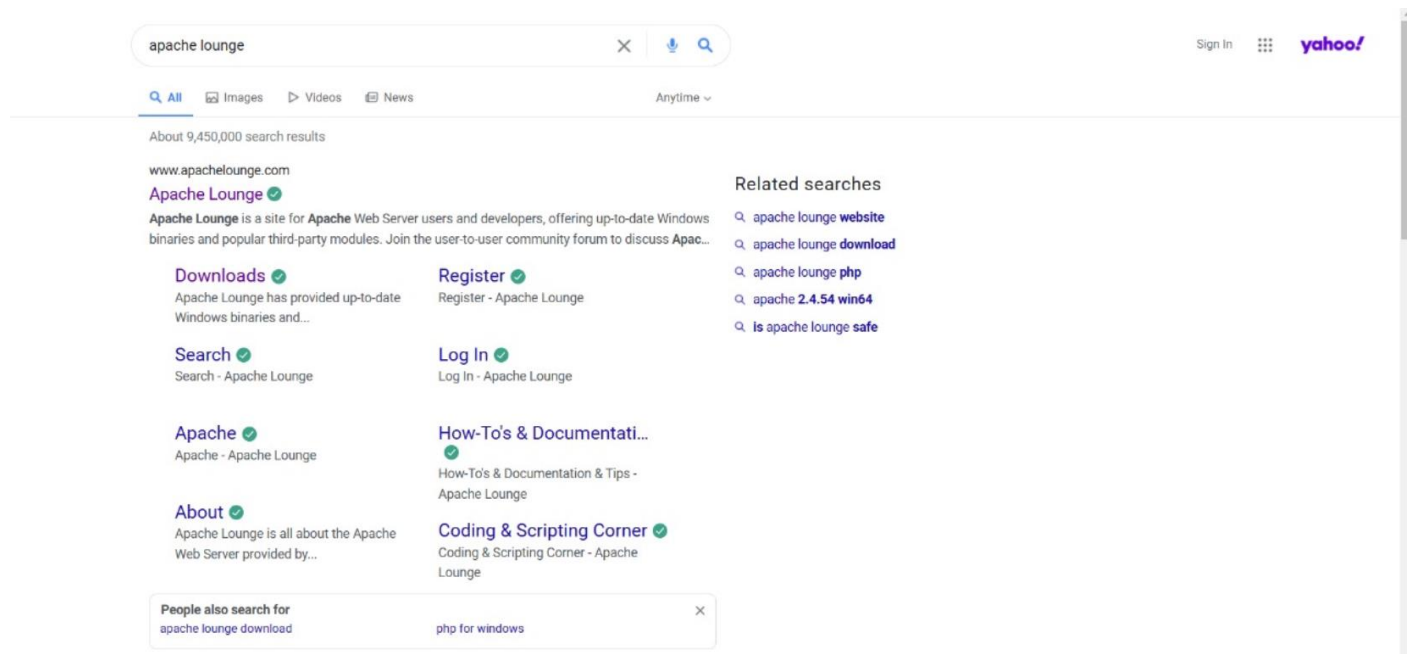 apache lounge
Sign In
yahoo!
All Images Videos News Anytime
About 9,450,000 search results
www.apachelounge.com
Apache Lounge
Apache Lounge is a site for Apache Web Server users and developers, offering up-to-date Windows
binaries and popular third-party modules. Join the user-to-user community forum to discuss Apac...
Downloads
Apache Lounge has provided up-to-date
Windows binaries and...
Register
Register - Apache Lounge
Search
Search - Apache Lounge
Log In
Log In - Apache Lounge
Apache
Apache - Apache Lounge
How-To's & Documentati...
How-To's & Documentation & Tips -
Apache Lounge
About
Apache Lounge is all about the Apache
Web Server provided by...
Coding & Scripting Corner
Coding & Scripting Corner - Apache
Lounge
People also search for
apache lounge download
php for windows
Related searches
apache lounge website
apache lounge download
apache lounge php
apache 2.4.54 win64
is apache lounge safe